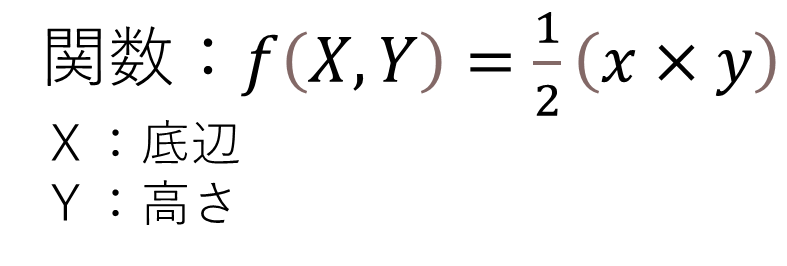 関数：f(X,Y) = 1/2 (x × y)
X：底辺
Y：高さ